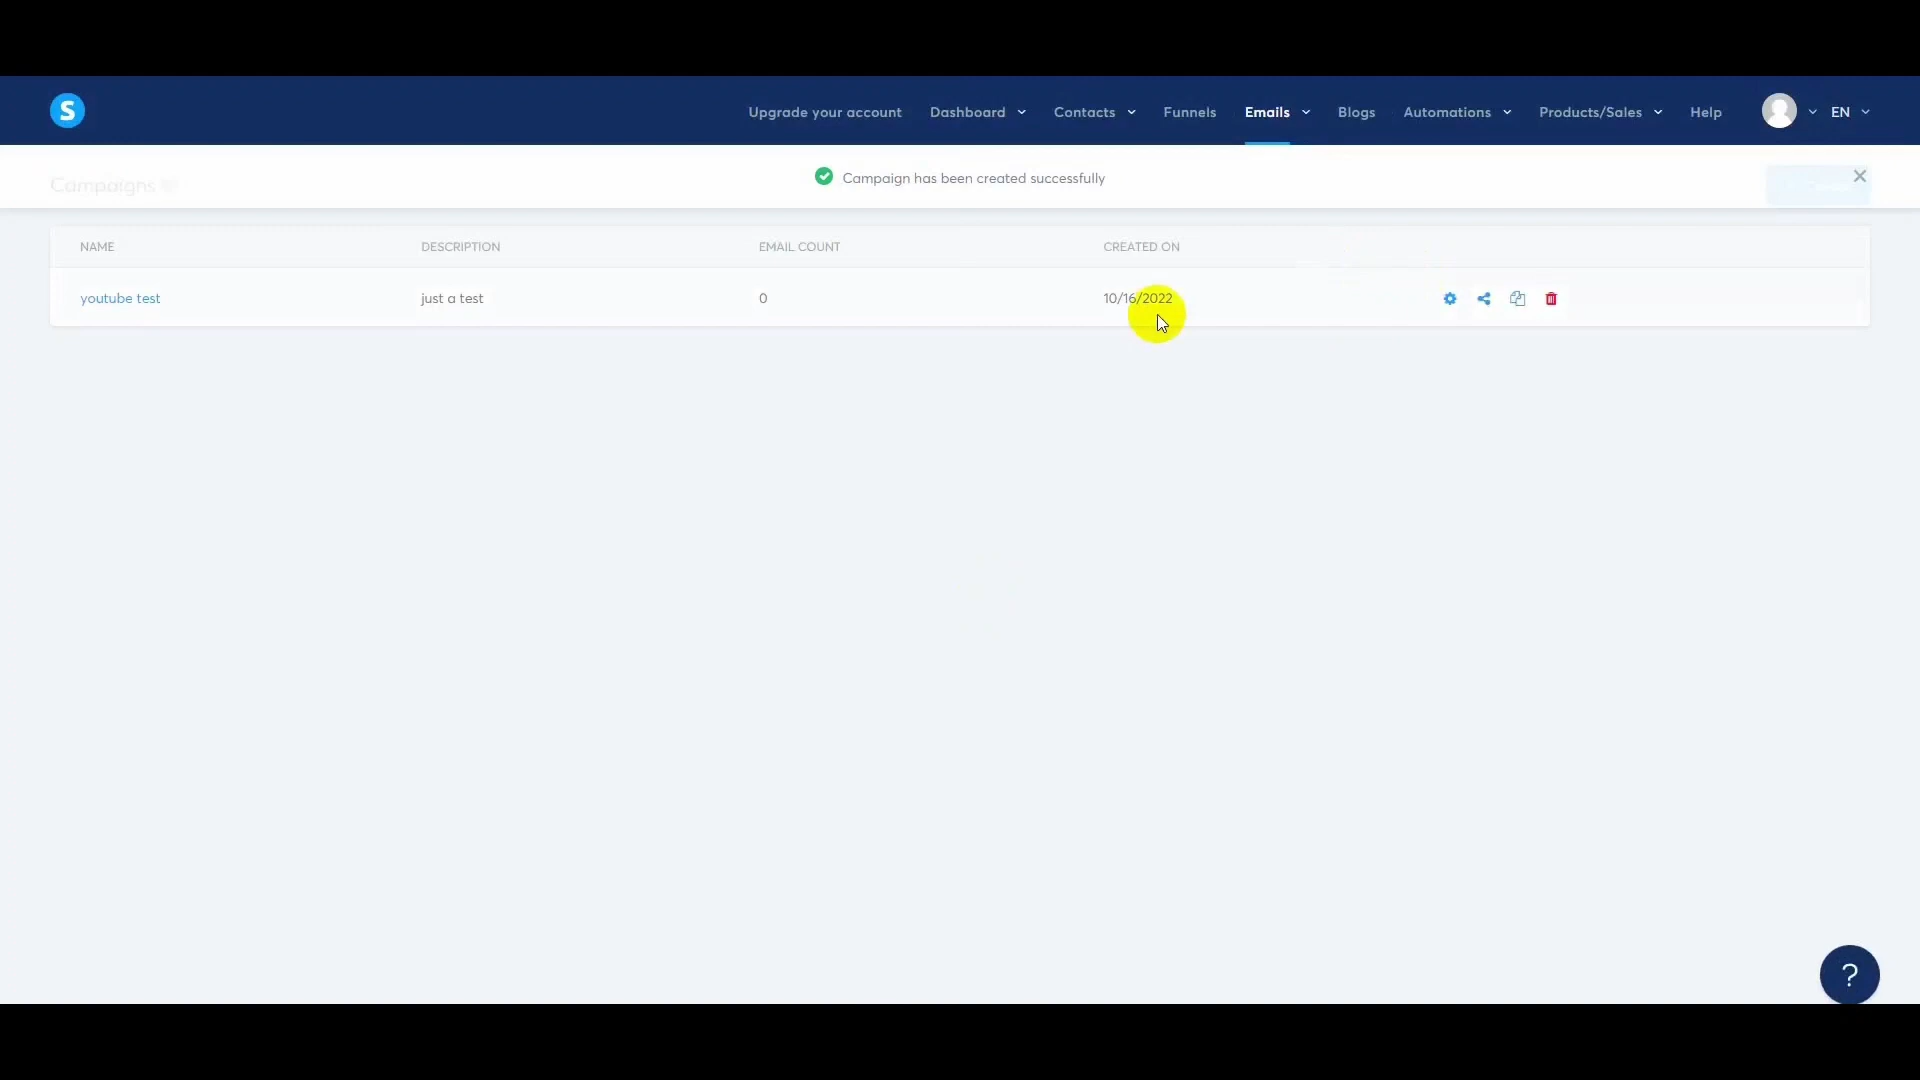 S
Upgrade your account Dashboard Contacts Funnels Emails Blogs Automations Products/Sales Help EN
Campaign has been created successfully
Campaigns
NAME DESCRIPTION EMAIL COUNT CREATED ON
youtube test just a test 0 10/16/2022
?